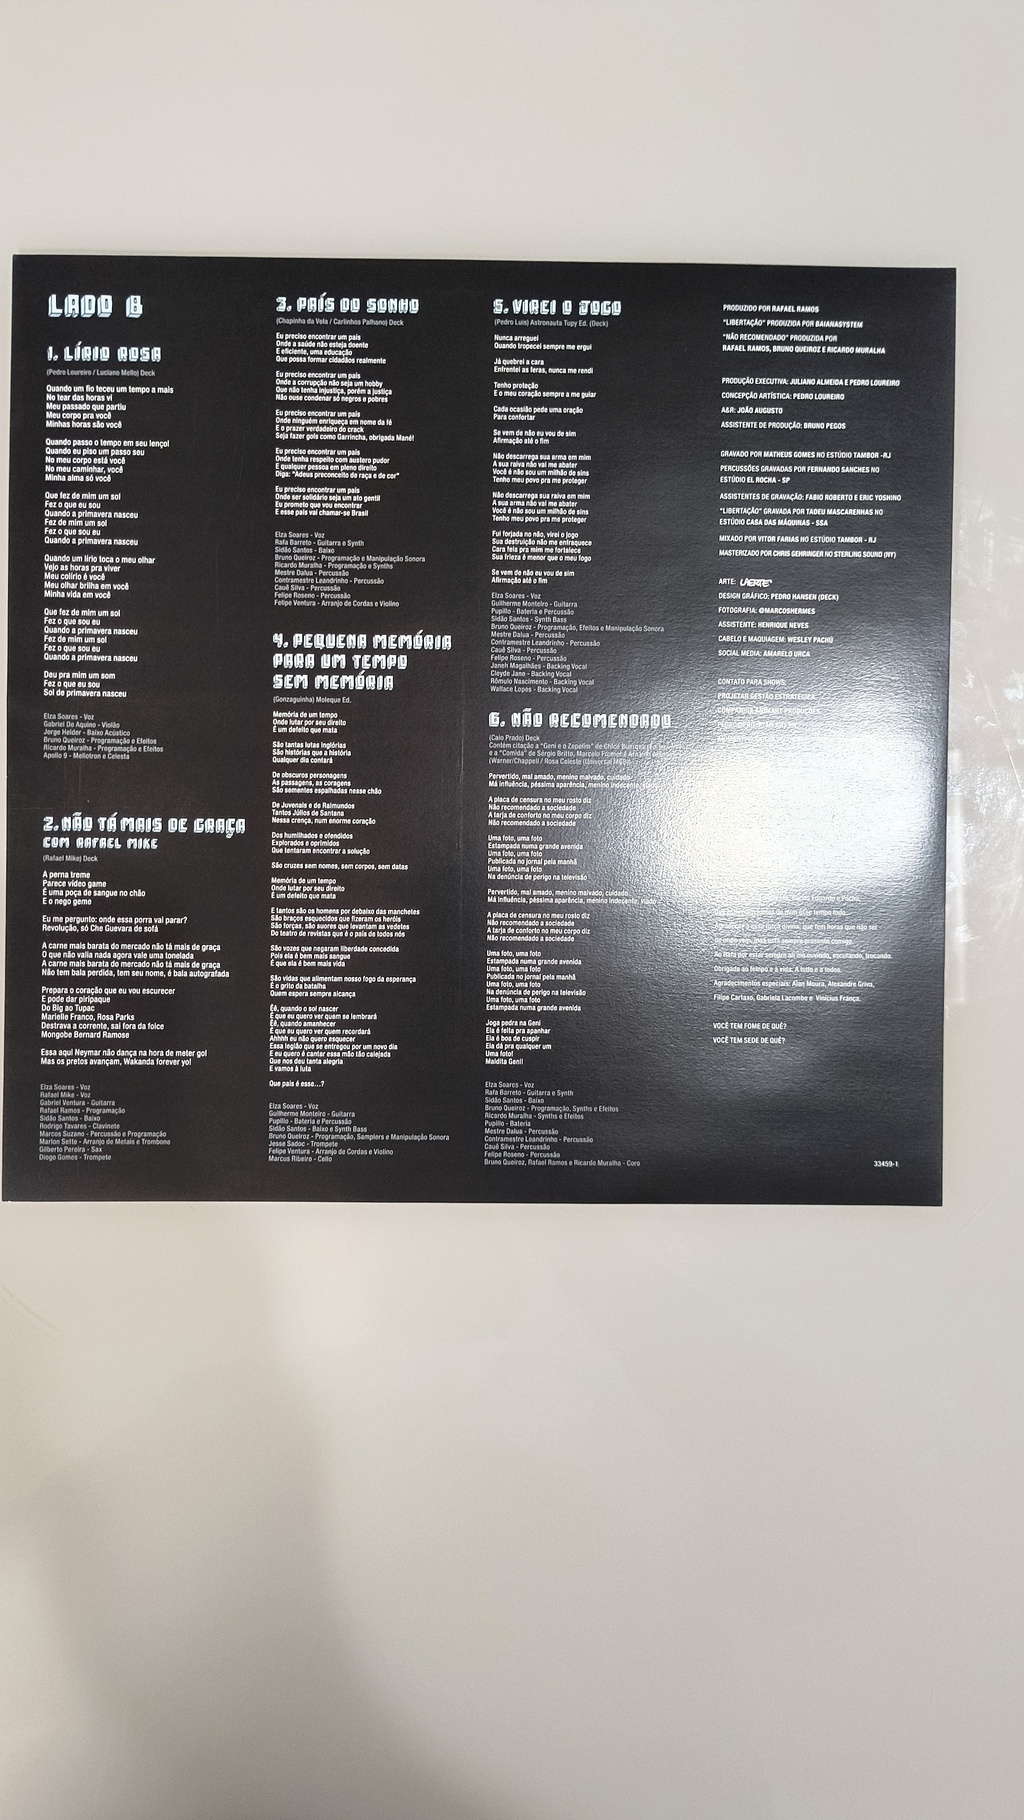 LADO B
1. LÍRIO ROSA
(Pedro Loureiro / Luciano Mello) Deck
Quando um fio teceu um tempo a mais
No tear das horas vi
Meu passado que partiu
Meu corpo pra você
Minhas horas são você
Quando passo o tempo em seu lençol
Quando eu piso um passo seu
No meu corpo está você
No meu caminhar, você
Minha alma só você
Que fez de mim um sol
Fez o que eu sou
Quando a primavera nasceu
Fez de mim um sol
Fez o que sou eu
Quando a primavera nasceu
Quando um lírio toca o meu olhar
Vejo as horas pra viver
Meu colírio é você
Meu olhar brilha em você
Minha vida em você
Que fez de mim um sol
Fez o que sou eu
Quando a primavera nasceu
Fez de mim um sol
Fez o que sou eu
Quando a primavera nasceu
Deu pra mim um som
Fez o que eu sou
Sol de primavera nasceu
Elza Soares - Voz
Gabriel De Aquino - Violão
Jorge Helder - Baixo Acústico
Bruno Queiroz - Programação e Efeitos
Ricardo Muralha - Programação e Efeitos
Apollo 9 - Mellotron e Celesta
2. NÃO TÁ MAIS DE GRAÇA
COM RAFAEL MIKE
(Rafael Mike) Deck
A perna treme
Parece vídeo game
É uma poça de sangue no chão
E o nego geme
Eu me pergunto: onde essa porra vai parar?
Revolução, só Che Guevara de sofá
A carne mais barata do mercado não tá mais de graça
O que não valia nada agora vale uma tonelada
A carne mais barata do mercado não tá mais de graça
Não tem bala perdida, tem seu nome, é bala autografada
Prepara o coração que eu vou escurecer
E pode dar piripaque
Do Big ao Tupac
Marielle Franco, Rosa Parks
Destrava a corrente, sai fora da foice
Mongobe Bernard Ramose
Essa aqui Neymar não dança na hora de meter gol
Mas os pretos avançam, Wakanda forever yo!
Elza Soares - Voz
Rafael Mike - Voz
Gabriel Ventura - Guitarra
Rafael Ramos - Programação
Sidão Santos - Baixo
Rodrigo Tavares - Clavinete
Marcos Suzano - Percussão e Programação
Marlon Sette - Arranjo de Metais e Trombone
Gilberto Pereira - Sax
Diogo Gomes - Trompete
3. PAÍS DO SONHO
(Chapinha da Vela / Carlinhos Palhano) Deck
Eu preciso encontrar um país
Onde a saúde não esteja doente
E eficiente, uma educação
Que possa formar cidadãos realmente
Eu preciso encontrar um país
Onde a corrupção não seja um hobby
Que não tenha injustiça, porém a justiça
Não ouse condenar só negros e pobres
Eu preciso encontrar um país
Onde ninguém enriqueça em nome da fé
E o prazer verdadeiro do crack
Seja fazer gols como Garrincha, obrigada Mané!
Eu preciso encontrar um país
Onde tenha respeito com austero pudor
E qualquer pessoa em pleno direito
Diga: "Adeus preconceito de raça e de cor"
Eu preciso encontrar um país
Onde ser solidário seja um ato gentil
Eu prometo que vou encontrar
E esse país vai chamar-se Brasil
Elza Soares - Voz
Rafa Barreto - Guitarra e Synth
Sidão Santos - Baixo
Bruno Queiroz - Programação e Manipulação Sonora
Ricardo Muralha - Programação e Synths
Mestre Dalua - Percussão
Contramestre Leandrinho - Percussão
Cauê Silva - Percussão
Felipe Roseno - Percussão
Felipe Ventura - Arranjo de Cordas e Violino
4. PEQUENA MEMÓRIA
PARA UM TEMPO
SEM MEMÓRIA
(Gonzaguinha) Moleque Ed.
Memória de um tempo
Onde lutar por seu direito
É um defeito que mata
São tantas lutas inglórias
São histórias que a história
Qualquer dia contará
De obscuros personagens
As passagens, as coragens
São sementes espalhadas nesse chão
De Juvenais e de Raimundos
Tantos Júlios de Santana
Nessa crença, num enorme coração
Dos humilhados e ofendidos
Explorados e oprimidos
Que tentaram encontrar a solução
São cruzes sem nomes, sem corpos, sem datas
Memória de um tempo
Onde lutar por seu direito
É um defeito que mata
E tantos são os homens por debaixo das manchetes
São braços esquecidos que fizeram os heróis
São forças, são suores que levantam as vedetes
Do teatro de revistas que é o país de todos nós
São vozes que negaram liberdade concedida
Pois ela é bem mais sangue
É que ela é bem mais vida
São vidas que alimentam nosso fogo da esperança
É o grito da batalha
Quem espera sempre alcança
Êê, quando o sol nascer
É que eu quero ver quem se lembrará
Êê, quando amanhecer
É que eu quero ver quem recordará
Ahhhh eu não quero esquecer
Essa legião que se entregou por um novo dia
E eu quero é cantar essa mão tão calejada
Que nos deu tanta alegria
E vamos à luta
Que país é esse...?
Elza Soares - Voz
Guilherme Monteiro - Guitarra
Pupillo - Bateria e Percussão
Sidão Santos - Baixo e Synth Bass
Bruno Queiroz - Programação, Samplers e Manipulação Sonora
Jesse Sadoc - Trompete
Felipe Ventura - Arranjo de Cordas e Violino
Marcus Ribeiro - Cello
5. VIREI O JOGO
(Pedro Luis) Astronauta Tupy Ed. (Deck)
Nunca arreguei
Quando tropecei sempre me ergui
Já quebrei a cara
Enfrentei as feras, nunca me rendi
Tenho proteção
E o meu coração sempre a me guiar
Cada ocasião pede uma oração
Para confortar
Se vem de não eu vou de sim
Afirmação até o fim
Não descarrega sua arma em mim
A sua raiva não vai me abater
Você é não sou um milhão de sins
Tenho meu povo pra me proteger
Não descarrega sua raiva em mim
A sua arma não vai me abater
Você é não sou um milhão de sins
Tenho meu povo pra me proteger
Fui forjada no não, virei o jogo
Sua destruição não me enfraquece
Cara feia pra mim me fortalece
Sua frieza é menor que o meu fogo
Se vem de não eu vou de sim
Afirmação até o fim
Elza Soares - Voz
Guilherme Monteiro - Guitarra
Pupillo - Bateria e Percussão
Sidão Santos - Synth Bass
Bruno Queiroz - Programação, Efeitos e Manipulação Sonora
Mestre Dalua - Percussão
Contramestre Leandrinho - Percussão
Cauê Silva - Percussão
Felipe Roseno - Percussão
Janeh Magalhães - Backing Vocal
Cleyde Jane - Backing Vocal
Rômulo Nascimento - Backing Vocal
Wallace Lopes - Backing Vocal
6. NÃO RECOMENDADO
(Caio Prado) Deck
Contém citação a "Geni e o Zepelim" de Chico
e a "Comida" de Sérgio Britto, Marcelo Fromer e Arnaldo
(Warner/Chappell / Rosa Celeste (Universal
Pervertido, mal amado, menino malvado, cuidado
Má influência, péssima aparência, menino indecente, viado
A placa de censura no meu rosto diz
Não recomendado a sociedade
A tarja de conforto no meu corpo diz
Não recomendado a sociedade
Uma foto, uma foto
Estampada numa grande avenida
Uma foto, uma foto
Publicada no jornal pela manhã
Uma foto, uma foto
Na denúncia de perigo na televisão
Pervertido, mal amado, menino malvado, cuidado
Má influência, péssima aparência, menino indecente, viado
A placa de censura no meu rosto diz
Não recomendado a sociedade
A tarja de conforto no meu corpo diz
Não recomendado a sociedade
Uma foto, uma foto
Estampada numa grande avenida
Uma foto, uma foto
Publicada no jornal pela manhã
Uma foto, uma foto
Na denúncia de perigo na televisão
Uma foto, uma foto
Estampada numa grande avenida
Joga pedra na Geni
Ela é feita pra apanhar
Ela é boa de cuspir
Ela dá pra qualquer um
Uma foto!
Maldita Geni!
Elza Soares - Voz
Rafa Barreto - Guitarra e Synth
Sidão Santos - Baixo
Bruno Queiroz - Programação, Synths e Efeitos
Ricardo Muralha - Synths e Efeitos
Pupillo - Bateria
Mestre Dalua - Percussão
Contramestre Leandrinho - Percussão
Cauê Silva - Percussão
Felipe Roseno - Percussão
Bruno Queiroz, Rafael Ramos e Ricardo Muralha - Coro
PRODUZIDO POR RAFAEL RAMOS
"LIBERTAÇÃO" PRODUZIDA POR BAIANASYSTEM
"NÃO RECOMENDADO" PRODUZIDA POR
RAFAEL RAMOS, BRUNO QUEIROZ E RICARDO MURALHA
PRODUÇÃO EXECUTIVA: JULIANO ALMEIDA E PEDRO LOUREIRO
CONCEPÇÃO ARTÍSTICA: PEDRO LOUREIRO
A&R: JOÃO AUGUSTO
ASSISTENTE DE PRODUÇÃO: BRUNO PEGOS
GRAVADO POR MATHEUS GOMES NO ESTÚDIO TAMBOR -RJ
PERCUSSÕES GRAVADAS POR FERNANDO SANCHES NO
ESTÚDIO EL ROCHA - SP
ASSISTENTES DE GRAVAÇÃO: FABIO ROBERTO E ERIC YOSHINO
"LIBERTAÇÃO" GRAVADA POR TADEU MASCARENHAS NO
ESTÚDIO CASA DAS MÁQUINAS - SSA
MIXADO POR VITOR FARIAS NO ESTÚDIO TAMBOR - RJ
MASTERIZADO POR CHRIS GEHRINGER NO STERLING SOUND (NY)
ARTE: LAERTE
DESIGN GRÁFICO: PEDRO HANSEN (DECK)
FOTOGRAFIA: @MARCOSHERMES
ASSISTENTE: HENRIQUE NEVES
CABELO E MAQUIAGEM: WESLEY PACHÚ
SOCIAL MEDIA: AMARELO URCA
CONTATO PARA SHOWS:
PROJETAR GESTÃO ESTRATÉGICA
Ao Rafa por estar sempre ali me ouvindo, escutando, trocando.
Obrigada ao tempo e à vida. A tudo e a todos.
Agradecimentos especiais: Alan Moura, Alexandre Griva,
Filipe Cartaxo, Gabriela Lacombe e Vinicius França.
VOCÊ TEM FOME DE QUÊ?
VOCÊ TEM SEDE DE QUÊ?
33459-1